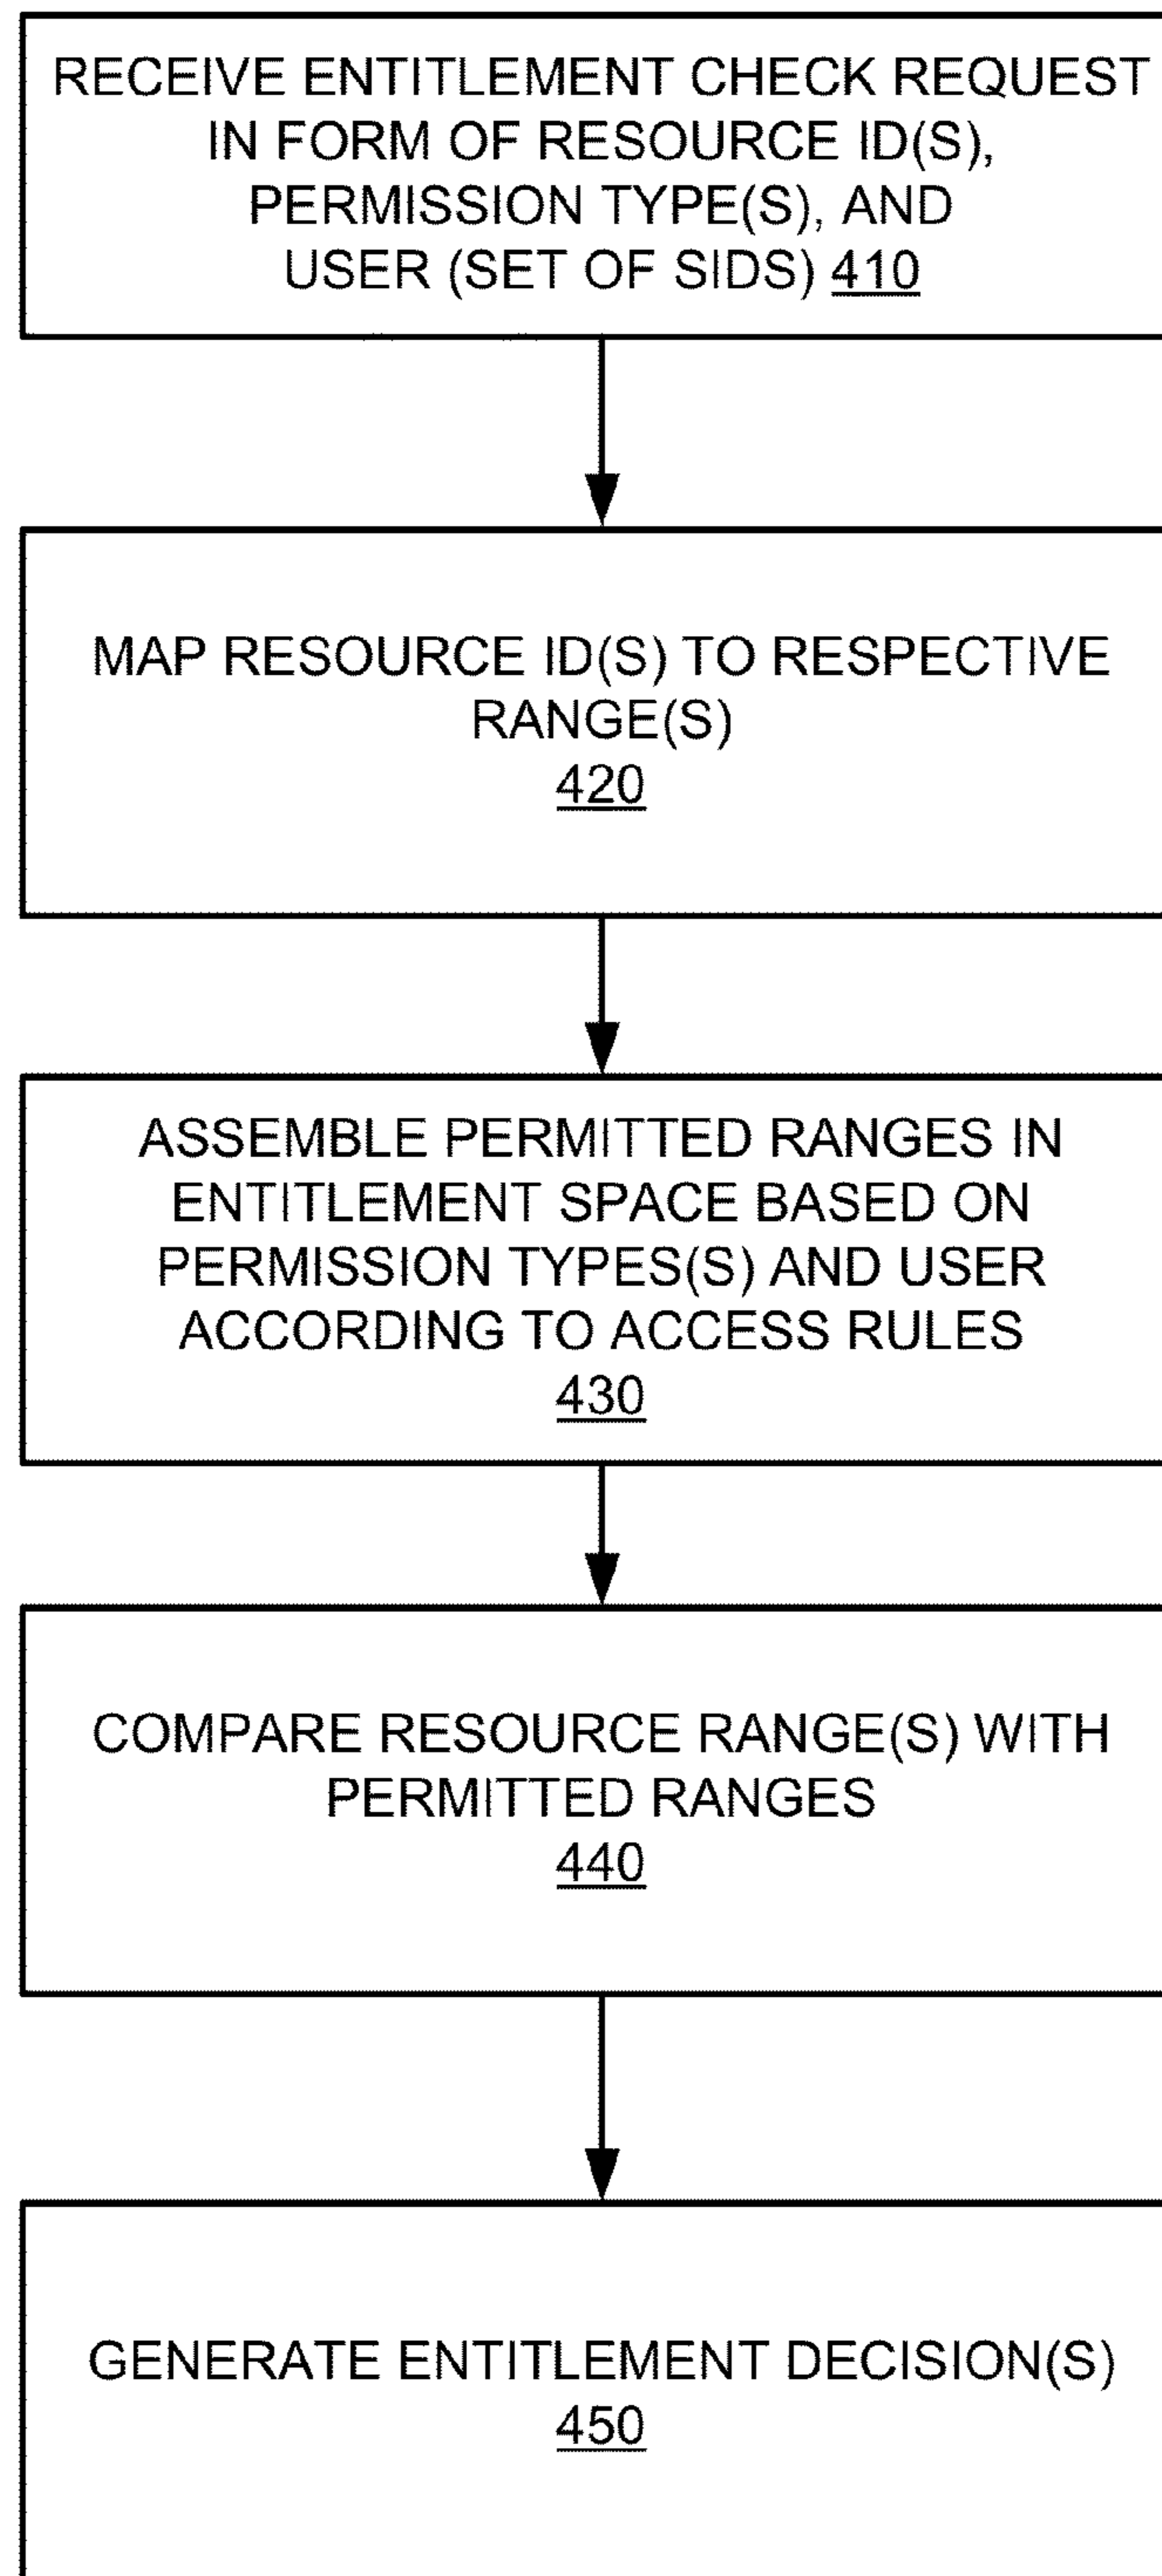 RECEIVE ENTITLEMENT CHECK REQUEST
IN FORM OF RESOURCE ID(S),
PERMISSION TYPE(S), AND
USER (SET OF SIDS) 410
MAP RESOURCE ID(S) TO RESPECTIVE
RANGE(S)
420
ASSEMBLE PERMITTED RANGES IN
ENTITLEMENT SPACE BASED ON
PERMISSION TYPES(S) AND USER
ACCORDING TO ACCESS RULES
430
COMPARE RESOURCE RANGE(S) WITH
PERMITTED RANGES
440
GENERATE ENTITLEMENT DECISION(S)
450